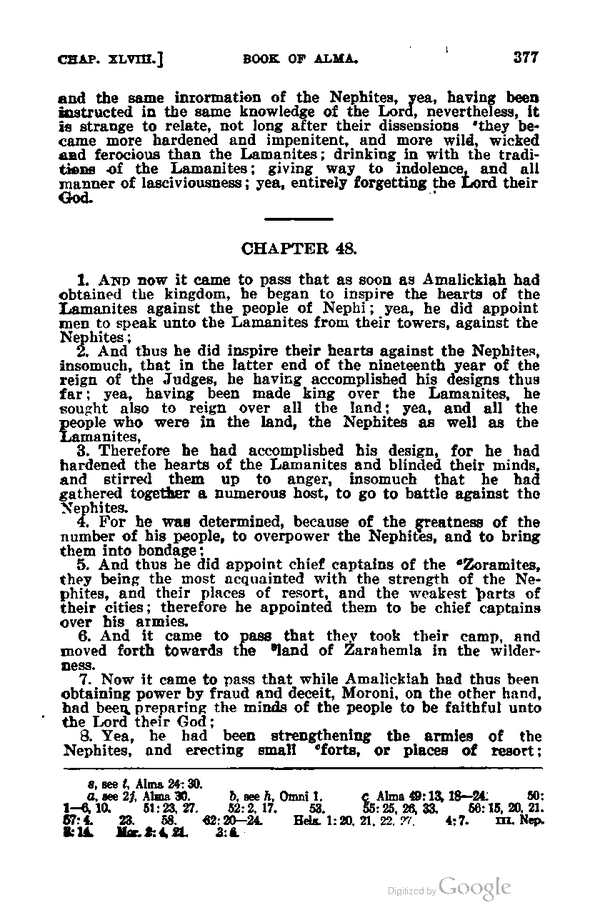 CHAP. XLVIII.] BOOK OF ALMA. 377
and the same information of the Nephites, yea, having been
instructed in the same knowledge of the Lord, nevertheless, it
is strange to relate, not long after their dissensions ˢthey be-
came more hardened and impenitent, and more wild, wicked
and ferocious than the Lamanites; drinking in with the tradi-
tions of the Lamanites; giving way to indolence, and all
manner of lasciviousness; yea, entirely forgetting the Lord their
God.
CHAPTER 48.
1. AND now it came to pass that as soon as Amalickiah had
obtained the kingdom, he began to inspire the hearts of the
Lamanites against the people of Nephi; yea, he did appoint
men to speak unto the Lamanites from their towers, against the
Nephites;
2. And thus he did inspire their hearts against the Nephites,
insomuch, that in the latter end of the nineteenth year of the
reign of the Judges, he having accomplished his designs thus
far; yea, having been made king over the Lamanites, he
sought also to reign over all the land; yea, and all the
people who were in the land, the Nephites as well as the
Lamanites,
3. Therefore he had accomplished his design, for he had
hardened the hearts of the Lamanites and blinded their minds,
and stirred them up to anger, insomuch that he had
gathered together a numerous host, to go to battle against the
Nephites.
4. For he was determined, because of the greatness of the
number of his people, to overpower the Nephites, and to bring
them into bondage;
5. And thus he did appoint chief captains of the ᵃZoramites,
they being the most acquainted with the strength of the Ne-
phites, and their places of resort, and the weakest parts of
their cities; therefore he appointed them to be chief captains
over his armies.
6. And it came to pass that they took their camp, and
moved forth towards the ᵇland of Zarahemla in the wilder-
ness.
7. Now it came to pass that while Amalickiah had thus been
obtaining power by fraud and deceit, Moroni, on the other hand,
had been preparing the minds of the people to be faithful unto
the Lord their God;
8. Yea, he had been strengthening the armies of the
Nephites, and erecting small ᶜforts, or places of resort;
s, see t, Alma 24: 30.
a, see 2j, Alma 30. b, see h, Omni 1. c Alma 49: 13, 18—24. 50:
1—6, 10. 51: 23, 27. 52: 2, 17. 53. 55: 25, 26, 33. 56: 15, 20, 21.
57: 4. 23. 58. 62: 20—24. Hela. 1: 20, 21, 22, 27. 4: 7. III. Nep.
3: 14. Mor. 2: 4, 21. 3: 6.
Digitized by Google